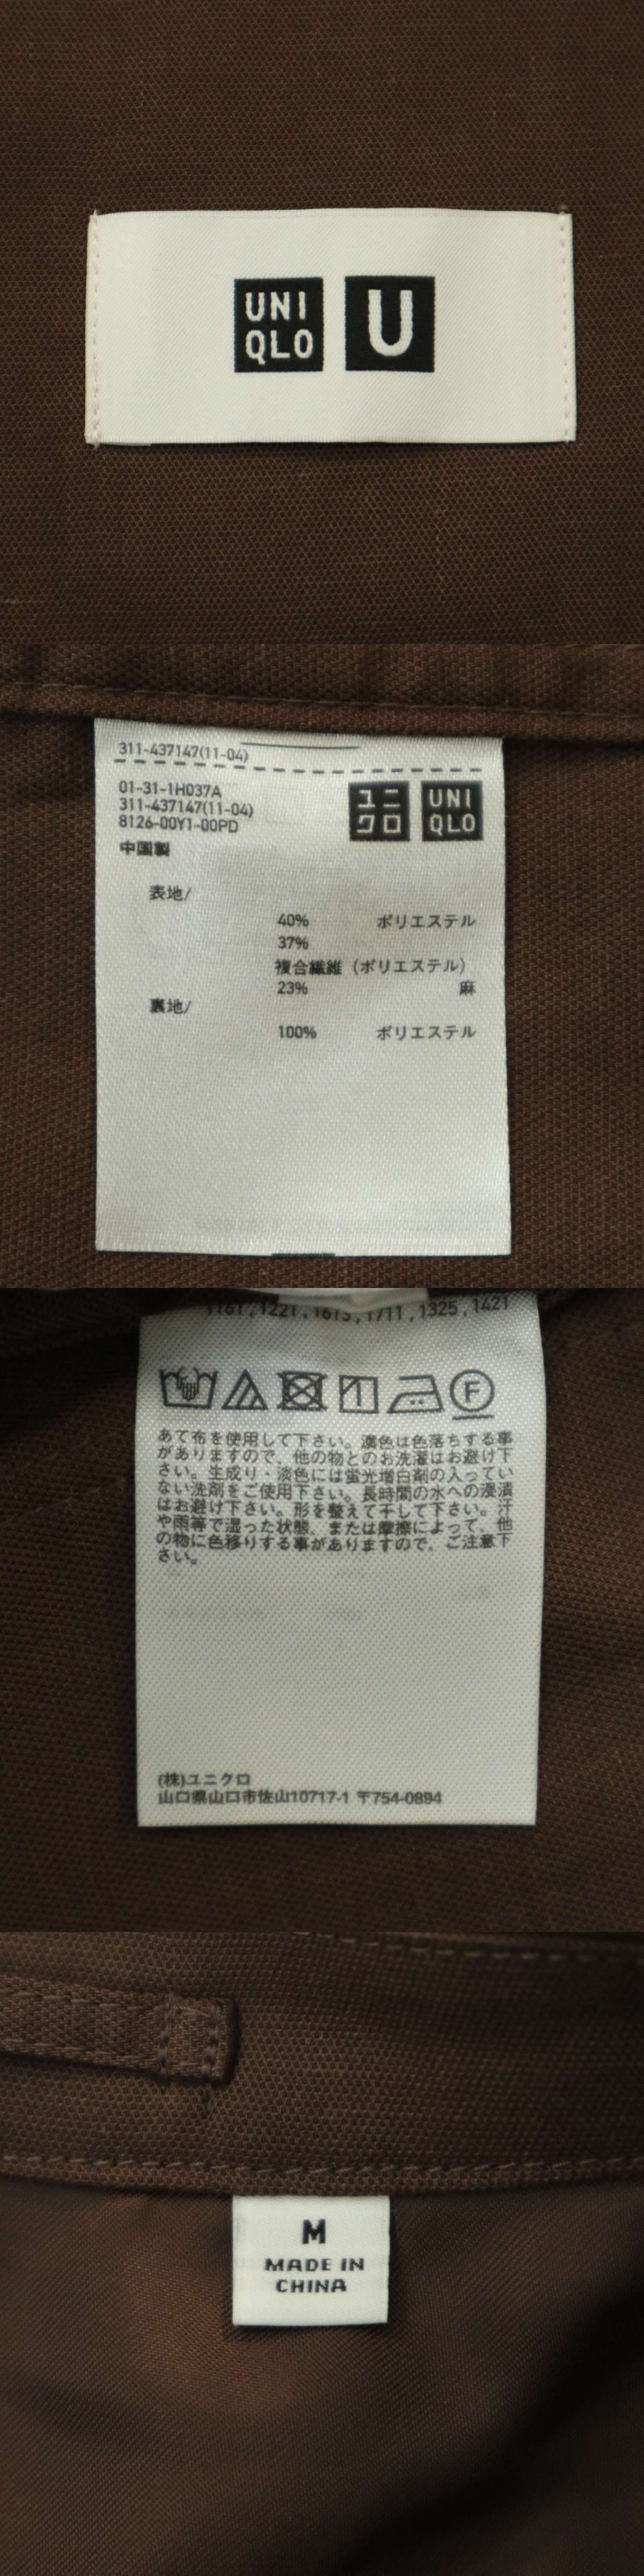 UNI
QLO
U
311-437147(11-04)
01-31-1H037A
311-437147(11-04)
8126-00Y1-00PD
ユニ
クロ
UNI
QLO
中国製
表地/
40% ポリエステル
37%
複合繊維（ポリエステル）
23% 麻
裏地/
100% ポリエステル
1161,1221,1613,1711,1325,1421
F
あて布を使用して下さい。濃色は色落ちする事
がありますので、他の物とのお洗濯はお避け下
さい。生成り・淡色には蛍光増白剤の入ってい
ない洗剤をご使用下さい。長時間の水への浸漬
はお避け下さい。形を整えて干して下さい。汗
や雨等で湿った状態、または摩擦によって、他
の物に色移りする事がありますので、ご注意下
さい。
(株)ユニクロ
山口県山口市佐山10717-1 〒754-0894
M
MADE IN
CHINA